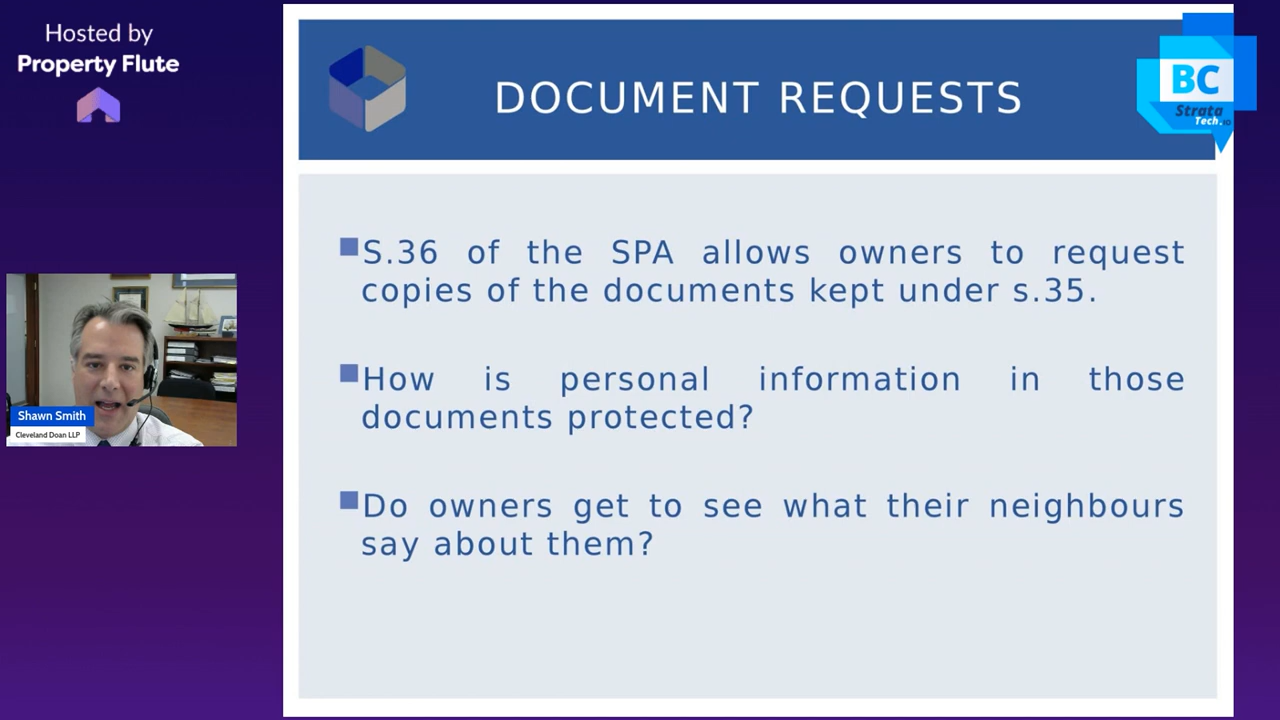 Hosted by
Property Flute
DOCUMENT REQUESTS
BC
Strata
Tech.io
S.36 of the SPA allows owners to request
copies of the documents kept under s.35.
How is personal information in those
documents protected?
Do owners get to see what their neighbours
say about them?
Shawn Smith
Cleveland Doan LLP